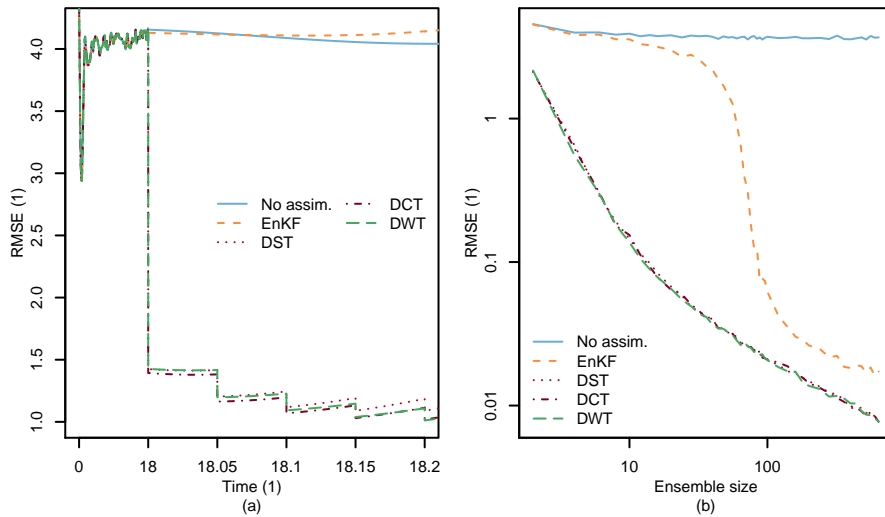 RMSE (1)
4.0
3.5
3.0
2.5
2.0
1.5
1.0
No assim.
EnKF
DST
DCT
DWT
0
18
18.05
18.1
18.15
18.2
Time (1)
(a)
RMSE (1)
1
0.1
0.01
No assim.
EnKF
DST
DCT
DWT
10
100
Ensemble size
(b)